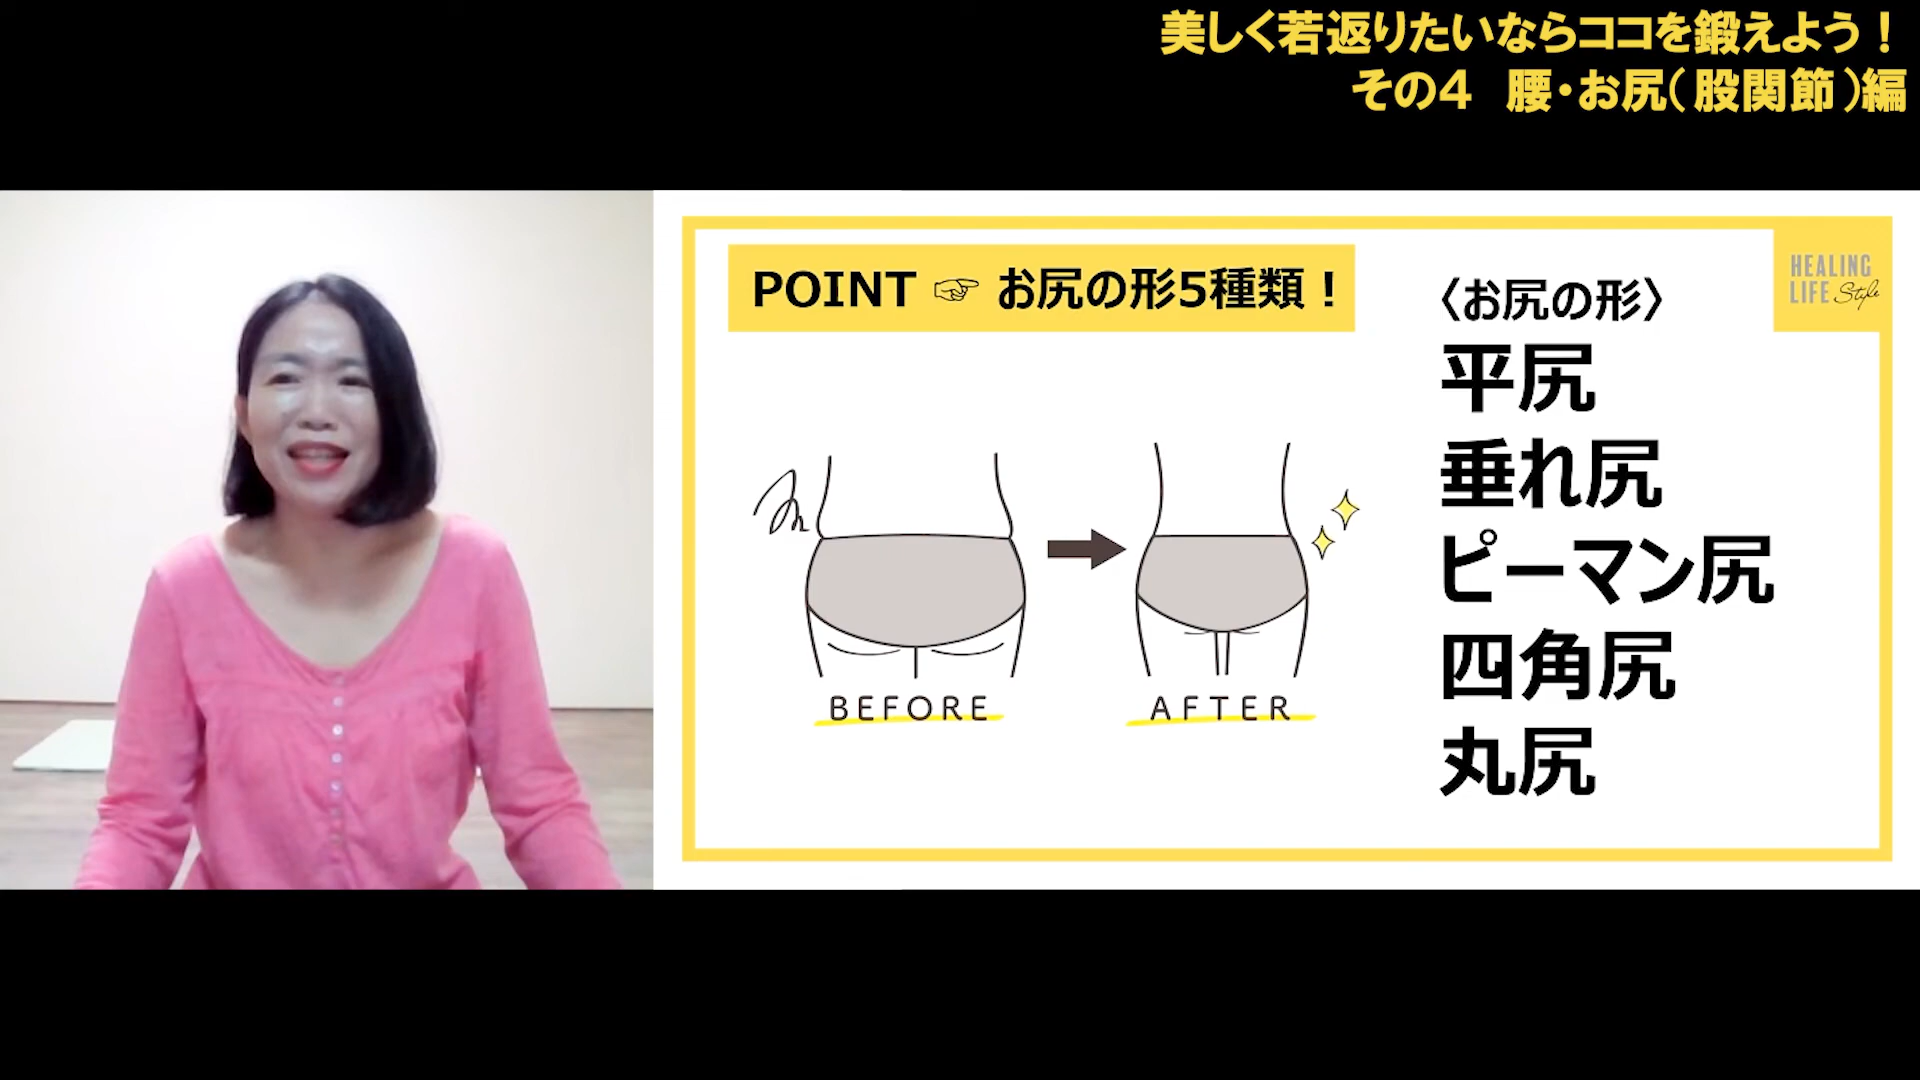 美しく若返りたいならココを鍛えよう！
その４　腰・お尻（股関節）編
POINT ☞ お尻の形5種類！
HEALING
LIFE Style
〈お尻の形〉
平尻
垂れ尻
ピーマン尻
四角尻
丸尻
BEFORE
AFTER